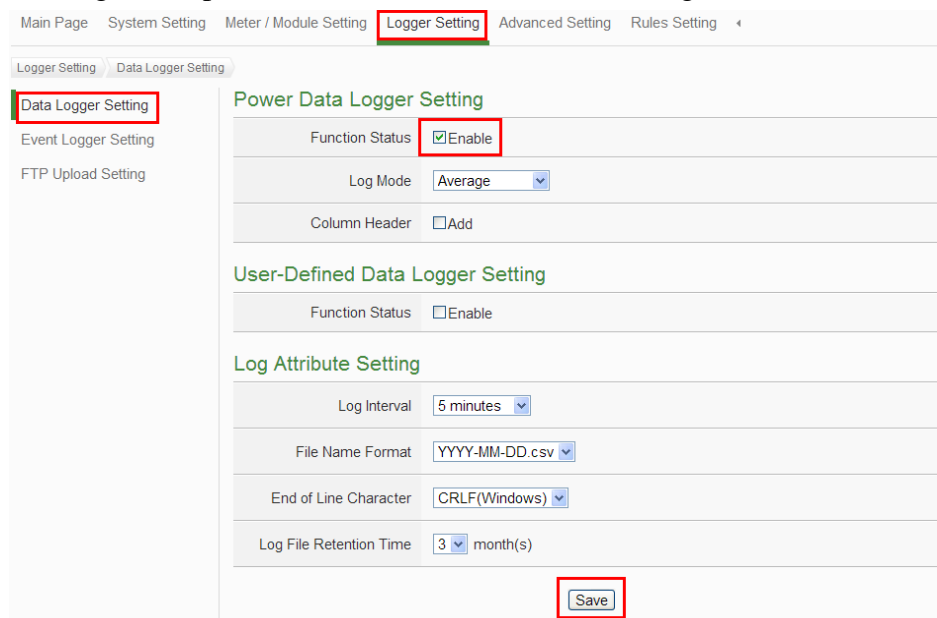 Main Page System Setting Meter / Module Setting Logger Setting Advanced Setting Rules Setting
Logger Setting Data Logger Setting
Data Logger Setting
Event Logger Setting
FTP Upload Setting
Power Data Logger Setting
Function Status Enable
Log Mode Average
Column Header Add
User-Defined Data Logger Setting
Function Status Enable
Log Attribute Setting
Log Interval 5 minutes
File Name Format YYYY-MM-DD.csv
End of Line Character CRLF(Windows)
Log File Retention Time 3 month(s)
Save